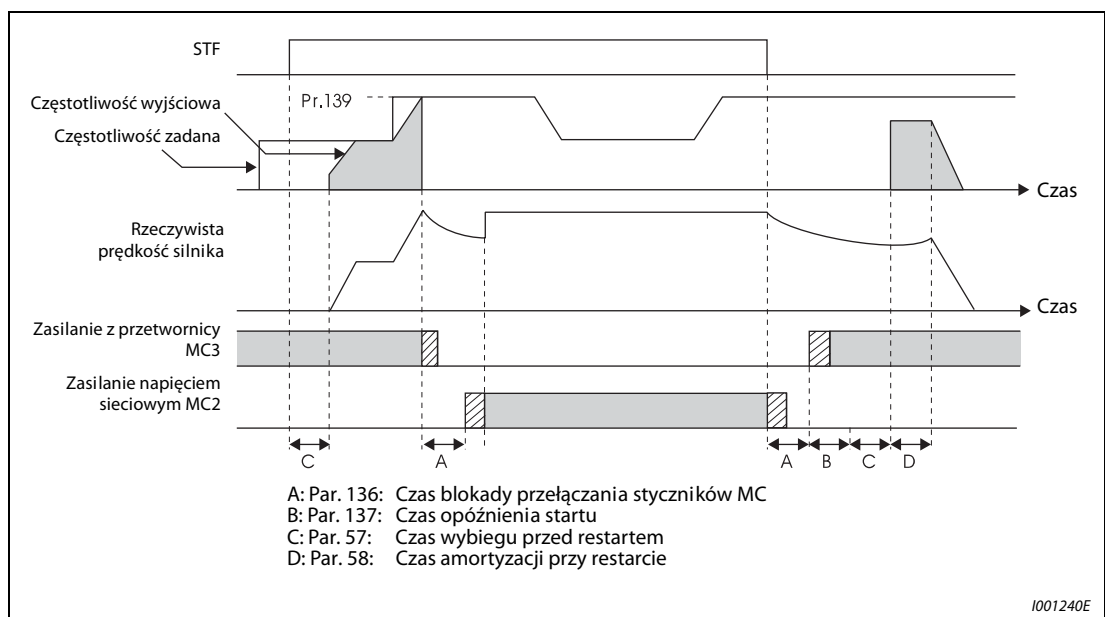 STF
Częstotliwość wyjściowa
Pr.139
Częstotliwość zadana
Czas
Rzeczywista
prędkość silnika
Czas
Zasilanie z przetwornicy
MC3
Zasilanie napięciem
sieciowym MC2
C
A
A
B
C
D
A: Par. 136: Czas blokady przełączania styczników MC
B: Par. 137: Czas opóźnienia startu
C: Par. 57: Czas wybiegu przed restartem
D: Par. 58: Czas amortyzacji przy restarcie
I001240E